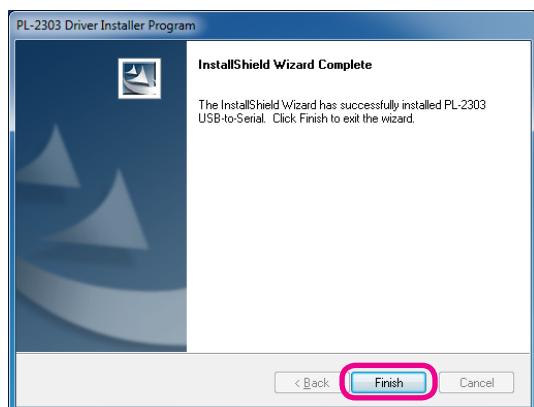 PL-2303 Driver Installer Program
InstallShield Wizard Complete
The InstallShield Wizard has successfully installed PL-2303
USB-to-Serial. Click Finish to exit the wizard.
< Back
Finish
Cancel